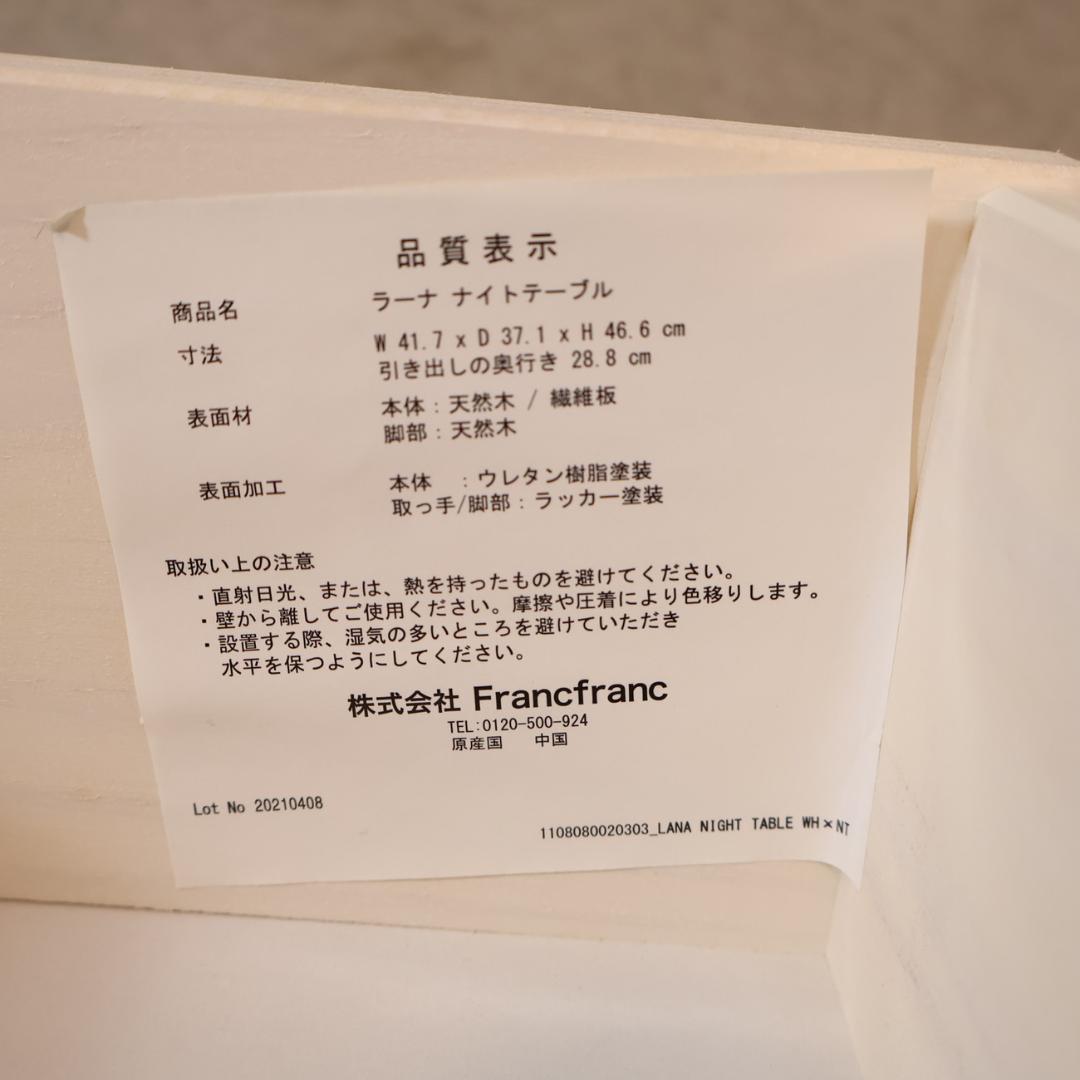 品質表示
商品名 ラーナ ナイトテーブル
寸法 W 41.7 x D 37.1 x H 46.6 cm
引き出しの奥行き 28.8 cm
表面材 本体：天然木 / 繊維板
脚部：天然木
表面加工 本体　：ウレタン樹脂塗装
取っ手/脚部：ラッカー塗装
取扱い上の注意
・直射日光、または、熱を持ったものを避けてください。
・壁から離してご使用ください。摩擦や圧着により色移りします。
・設置する際、湿気の多いところを避けていただき
水平を保つようにしてください。
株式会社 Francfranc
TEL:0120-500-924
原産国　中国
Lot No 20210408
1108080020303_LANA NIGHT TABLE WH×NT